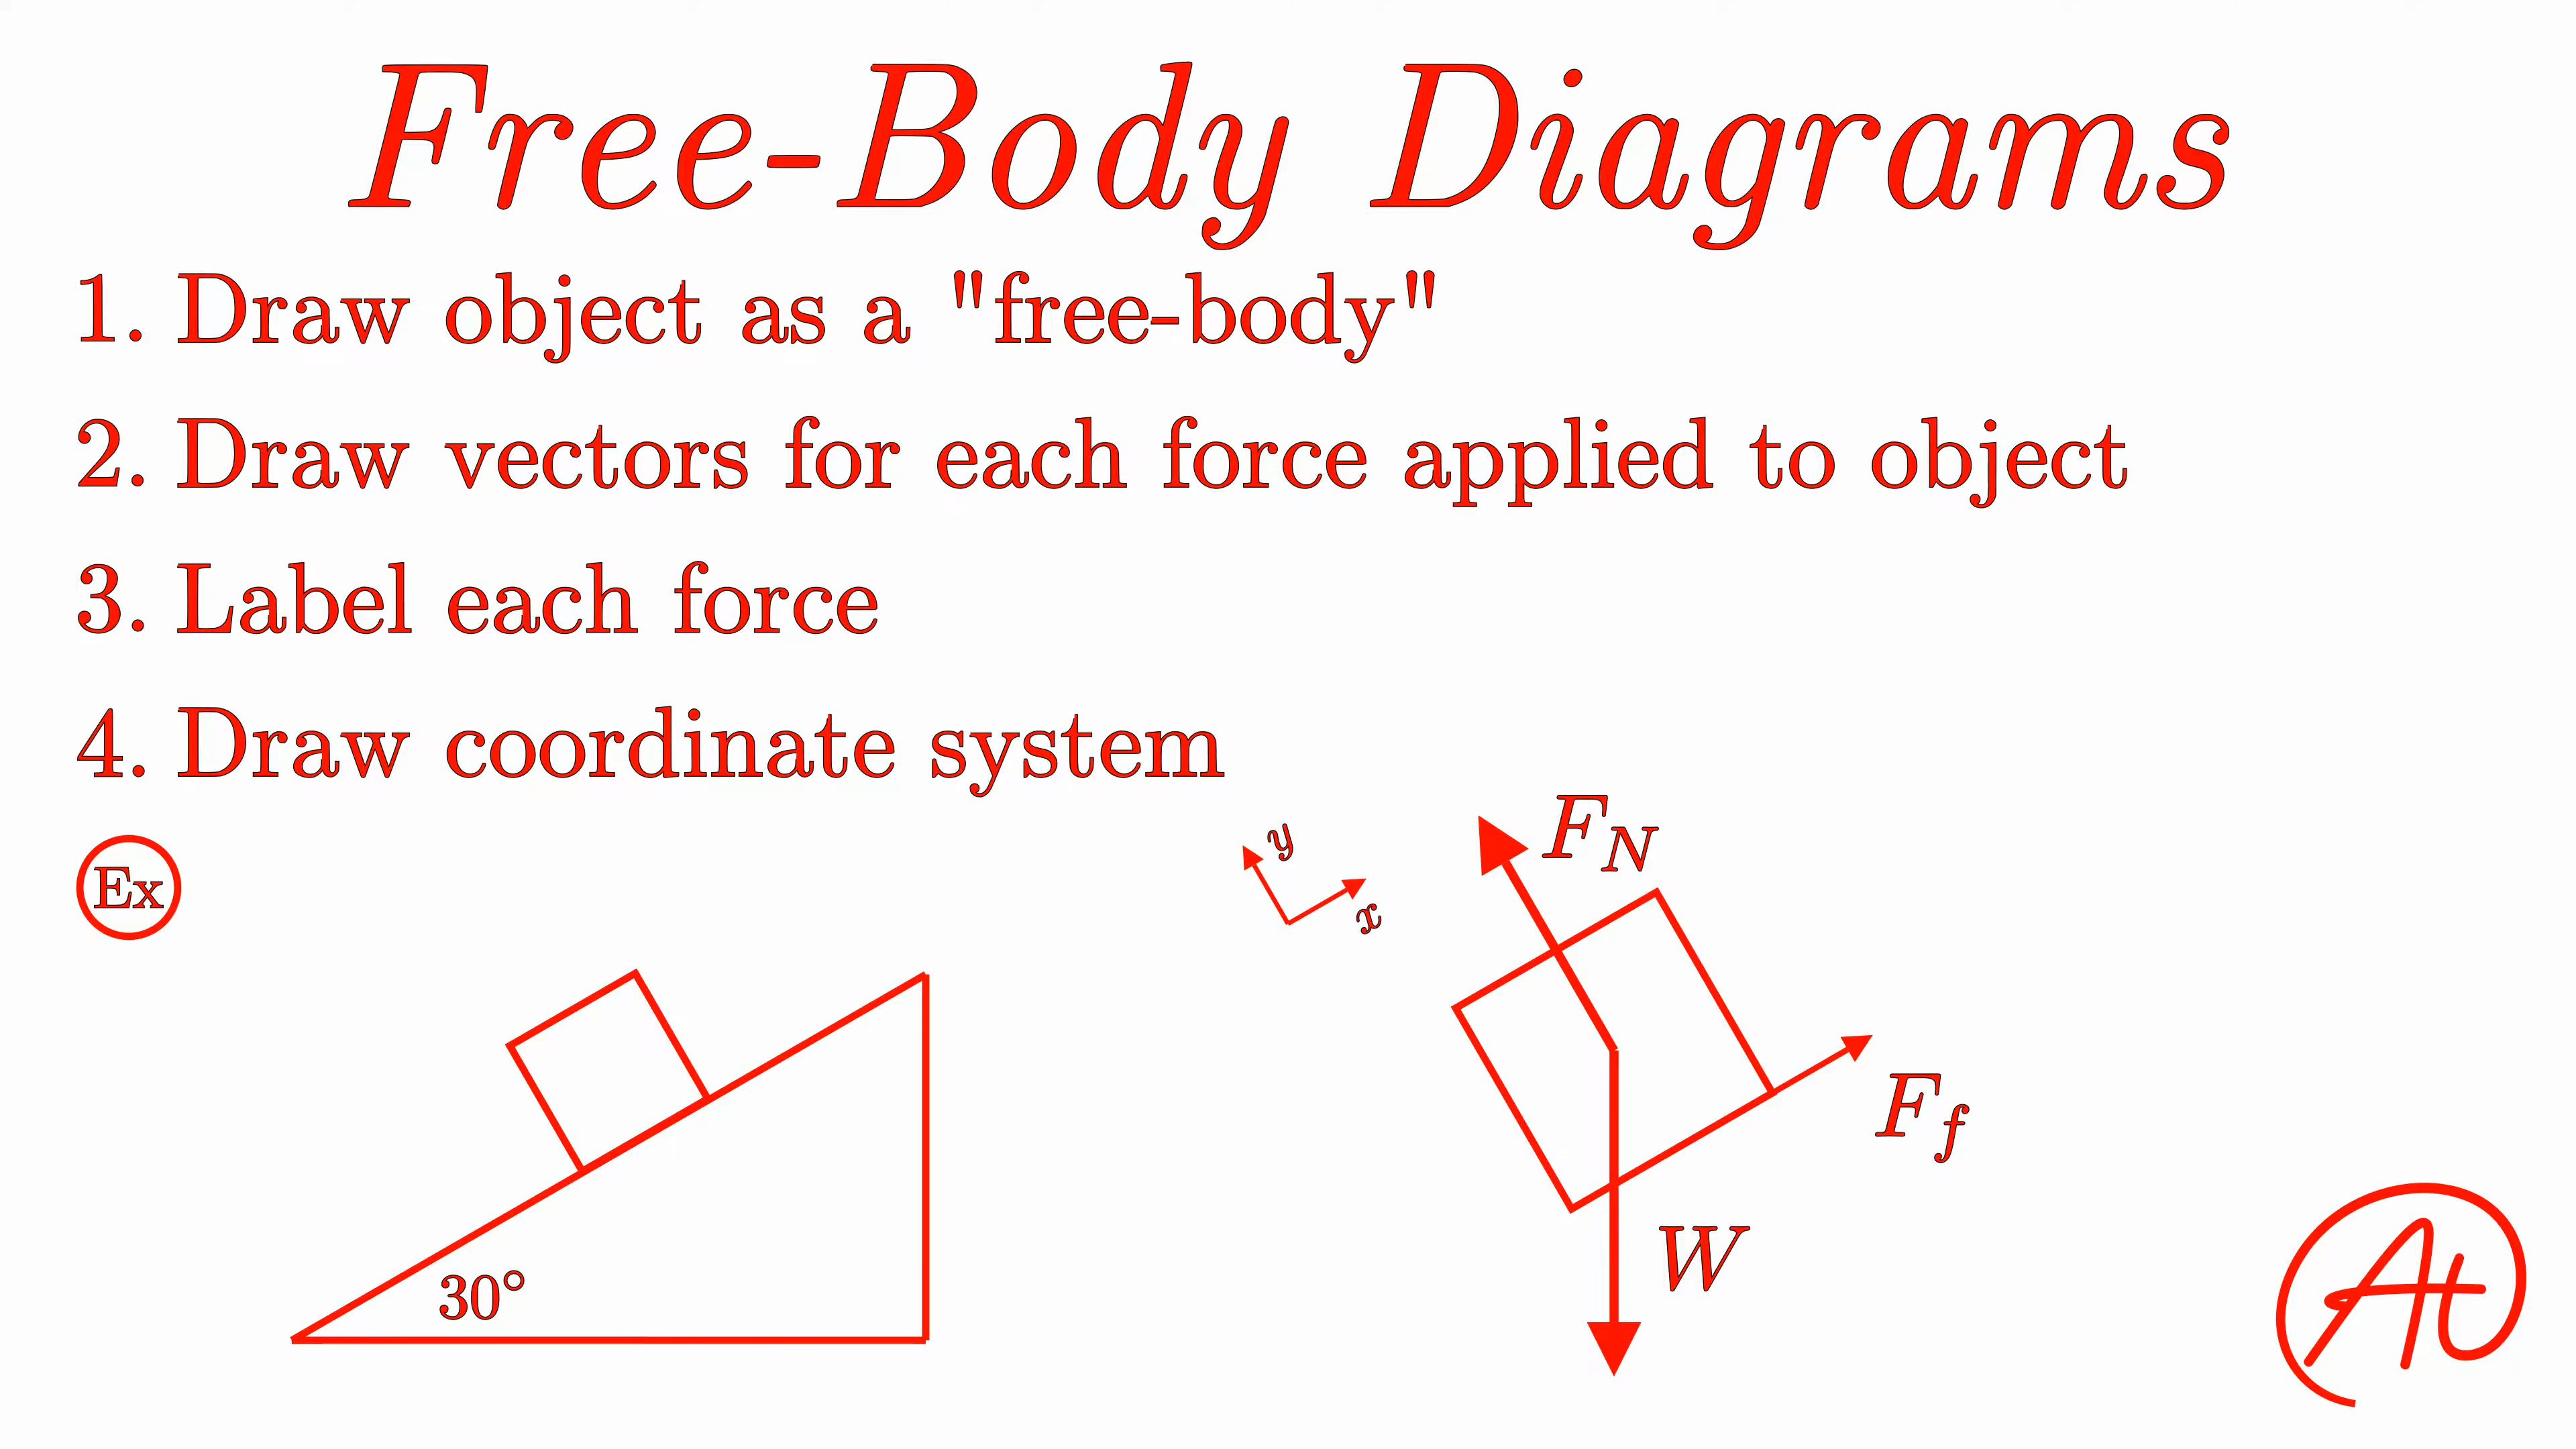 Free-Body Diagrams
1. Draw object as a "free-body"
2. Draw vectors for each force applied to object
3. Label each force
4. Draw coordinate system
Ex
y
x
F_N
F_f
W
30°
At